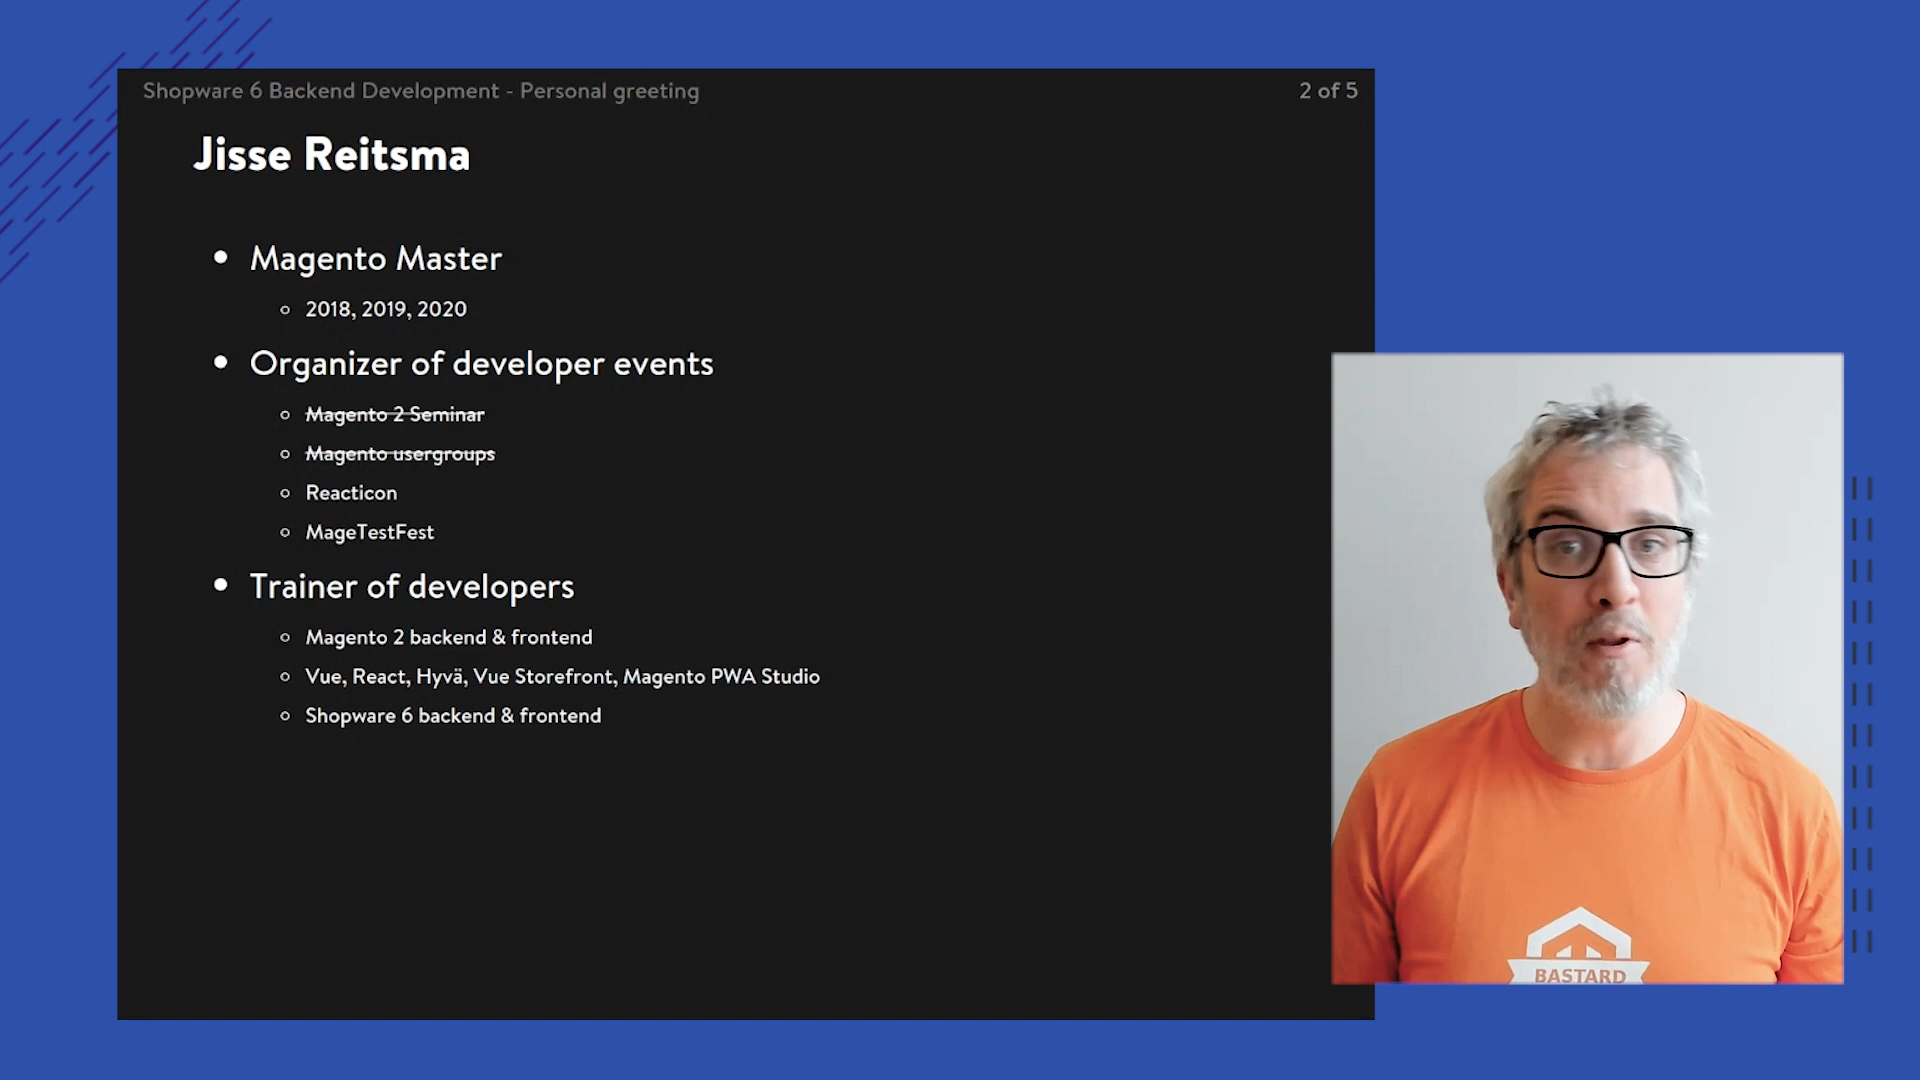 Shopware 6 Backend Development - Personal greeting
2 of 5
Jisse Reitsma
Magento Master
2018, 2019, 2020
Organizer of developer events
Magento 2 Seminar
Magento usergroups
Reacticon
MageTestFest
Trainer of developers
Magento 2 backend & frontend
Vue, React, Hyvä, Vue Storefront, Magento PWA Studio
Shopware 6 backend & frontend
BASTARD